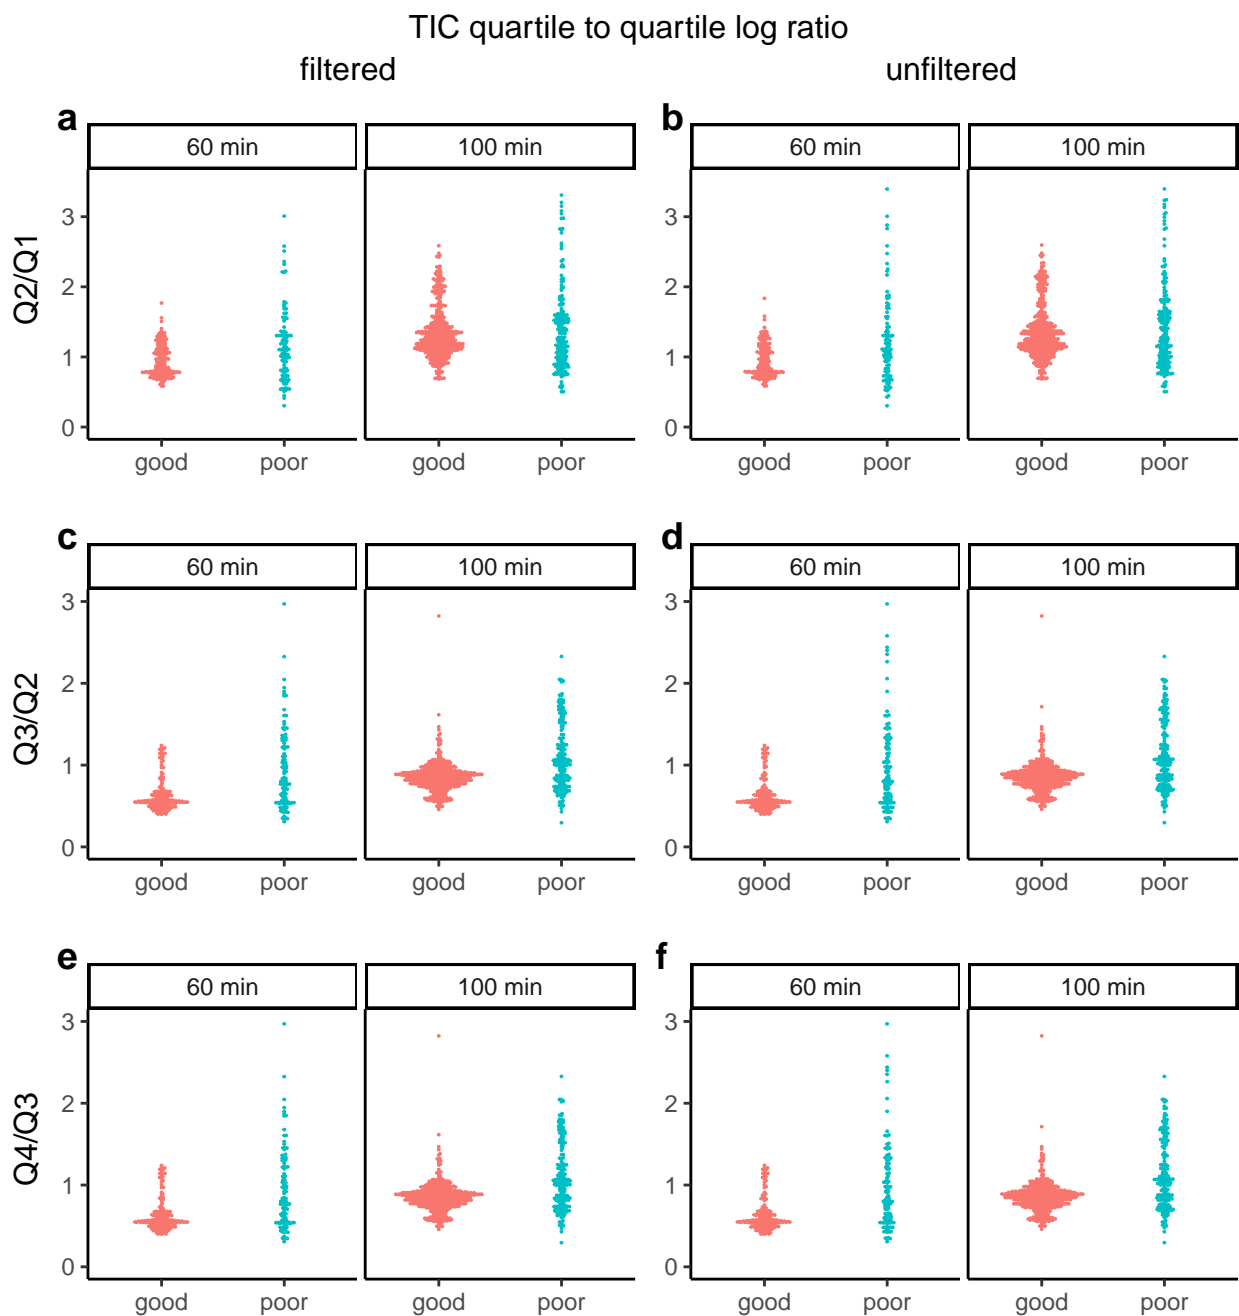 TIC quartile to quartile log ratio
filtered unfiltered
a b
60 min 100 min 60 min 100 min
Q2/Q1
3
2
1
0
3
2
1
0
good poor good poor good poor good poor
c d
60 min 100 min 60 min 100 min
Q3/Q2
3
2
1
0
3
2
1
0
good poor good poor good poor good poor
e f
60 min 100 min 60 min 100 min
Q4/Q3
3
2
1
0
3
2
1
0
good poor good poor good poor good poor